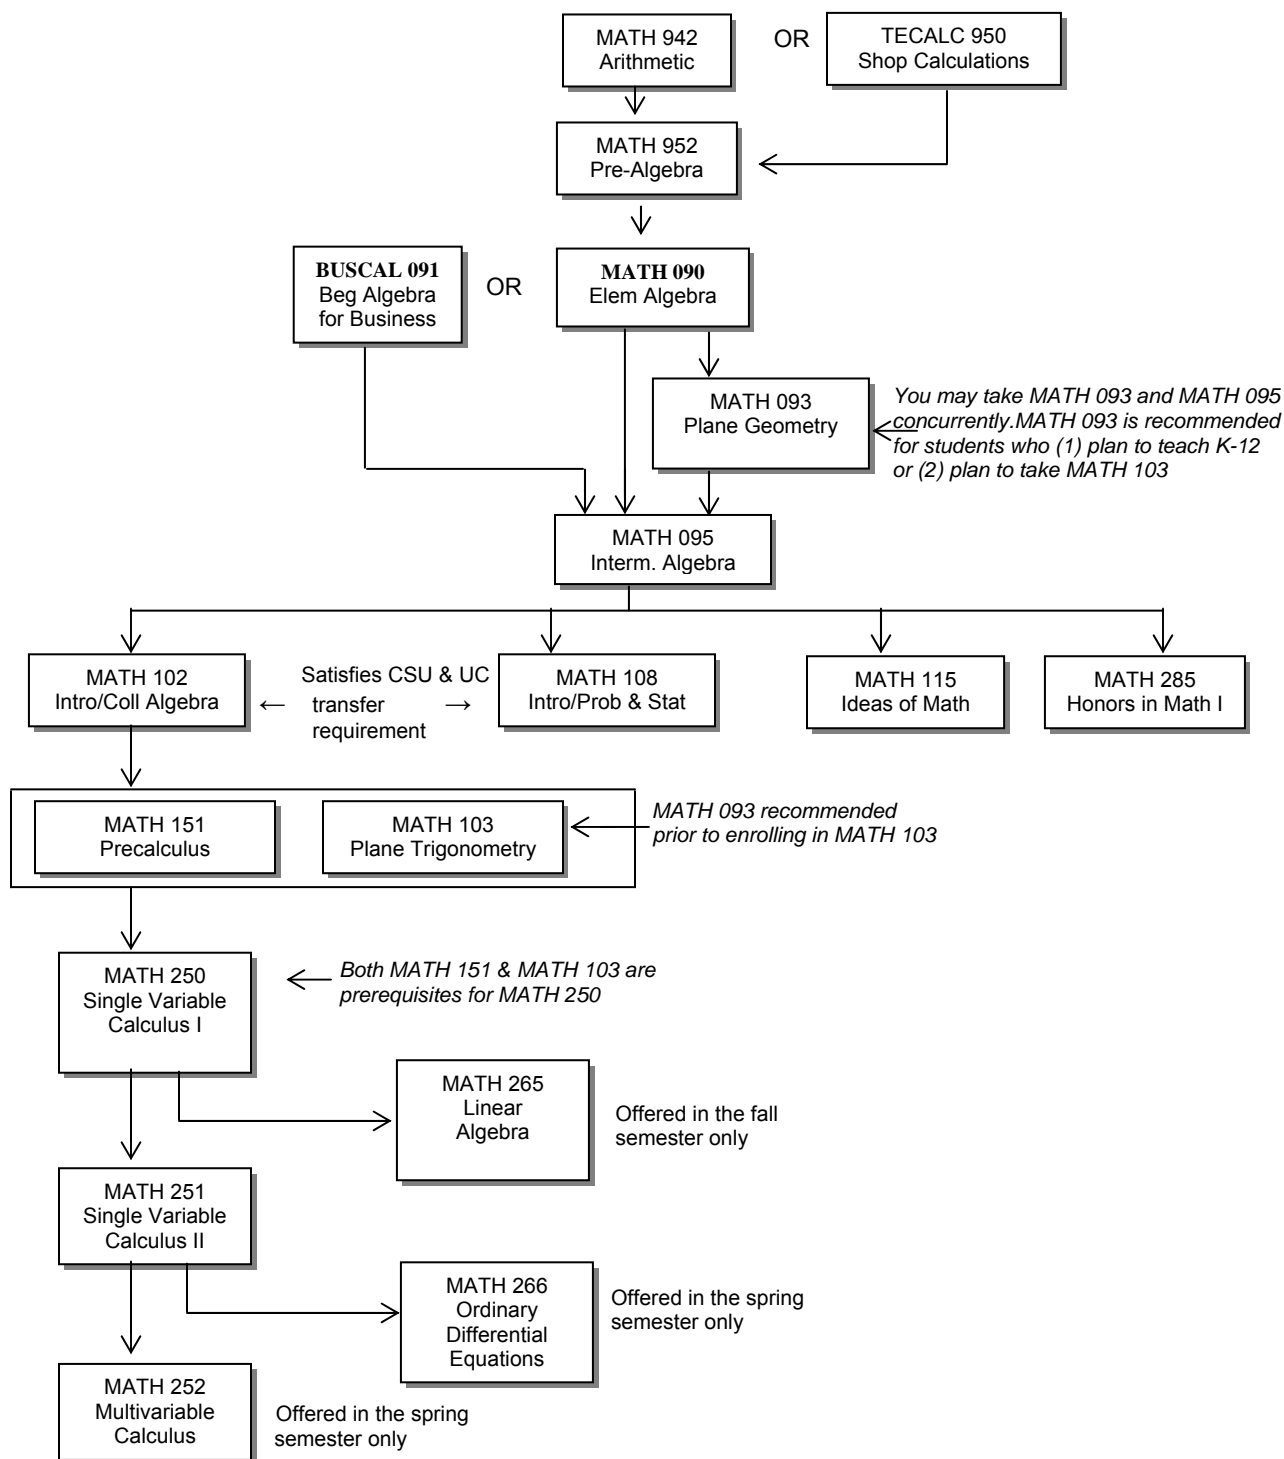 MATH 942
Arithmetic
OR
TECALC 950
Shop Calculations
MATH 952
Pre-Algebra
BUSCAL 091
Beg Algebra
for Business
OR
MATH 090
Elem Algebra
MATH 093
Plane Geometry
You may take MATH 093 and MATH 095
concurrently.MATH 093 is recommended
for students who (1) plan to teach K-12
or (2) plan to take MATH 103
MATH 095
Interm. Algebra
MATH 102
Intro/Coll Algebra
Satisfies CSU & UC
← transfer →
requirement
MATH 108
Intro/Prob & Stat
MATH 115
Ideas of Math
MATH 285
Honors in Math I
MATH 151
Precalculus
MATH 103
Plane Trigonometry
MATH 093 recommended
prior to enrolling in MATH 103
MATH 250
Single Variable
Calculus I
Both MATH 151 & MATH 103 are
prerequisites for MATH 250
MATH 265
Linear
Algebra
Offered in the fall
semester only
MATH 251
Single Variable
Calculus II
MATH 266
Ordinary
Differential
Equations
Offered in the spring
semester only
MATH 252
Multivariable
Calculus
Offered in the spring
semester only